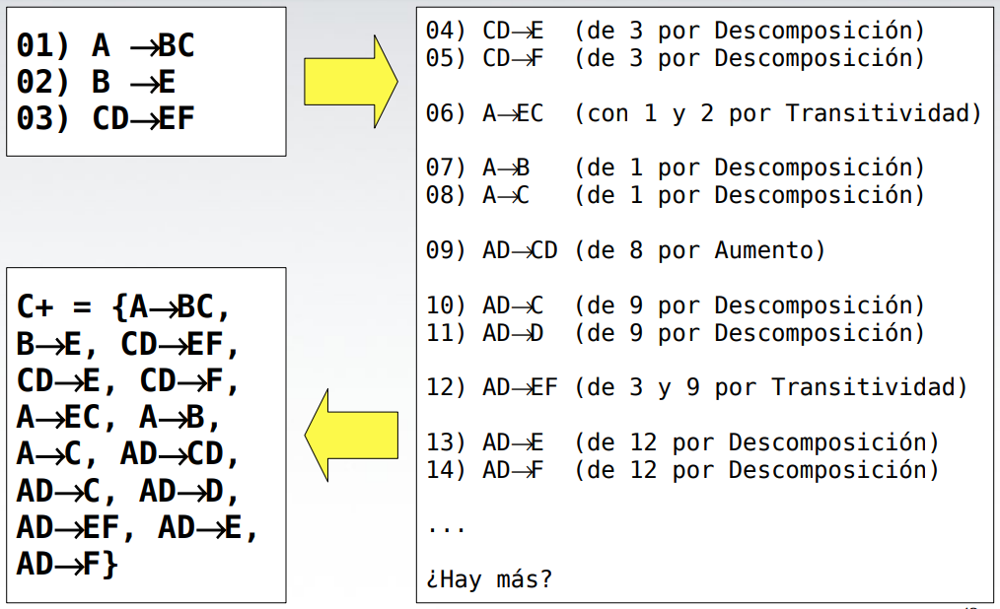 01) A →BC
02) B →E
03) CD→EF
04) CD→E (de 3 por Descomposición)
05) CD→F (de 3 por Descomposición)
06) A→EC (con 1 y 2 por Transitividad)
07) A→B (de 1 por Descomposición)
08) A→C (de 1 por Descomposición)
09) AD→CD (de 8 por Aumento)
10) AD→C (de 9 por Descomposición)
11) AD→D (de 9 por Descomposición)
12) AD→EF (de 3 y 9 por Transitividad)
13) AD→E (de 12 por Descomposición)
14) AD→F (de 12 por Descomposición)
...
¿Hay más?
C+ = {A→BC,
B→E, CD→EF,
CD→E, CD→F,
A→EC, A→B,
A→C, AD→CD,
AD→C, AD→D,
AD→EF, AD→E,
AD→F}